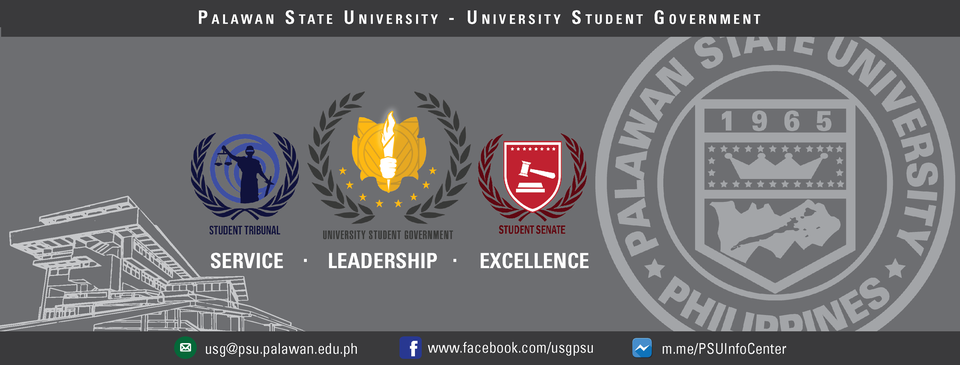 PALAWAN STATE UNIVERSITY - UNIVERSITY STUDENT GOVERNMENT
PALAWAN STATE UNIVERSITY
1965
PHILIPPINES
STUDENT TRIBUNAL
UNIVERSITY STUDENT GOVERNMENT
STUDENT SENATE
SERVICE · LEADERSHIP · EXCELLENCE
usg@psu.palawan.edu.ph
www.facebook.com/usgpsu
m.me/PSUInfoCenter